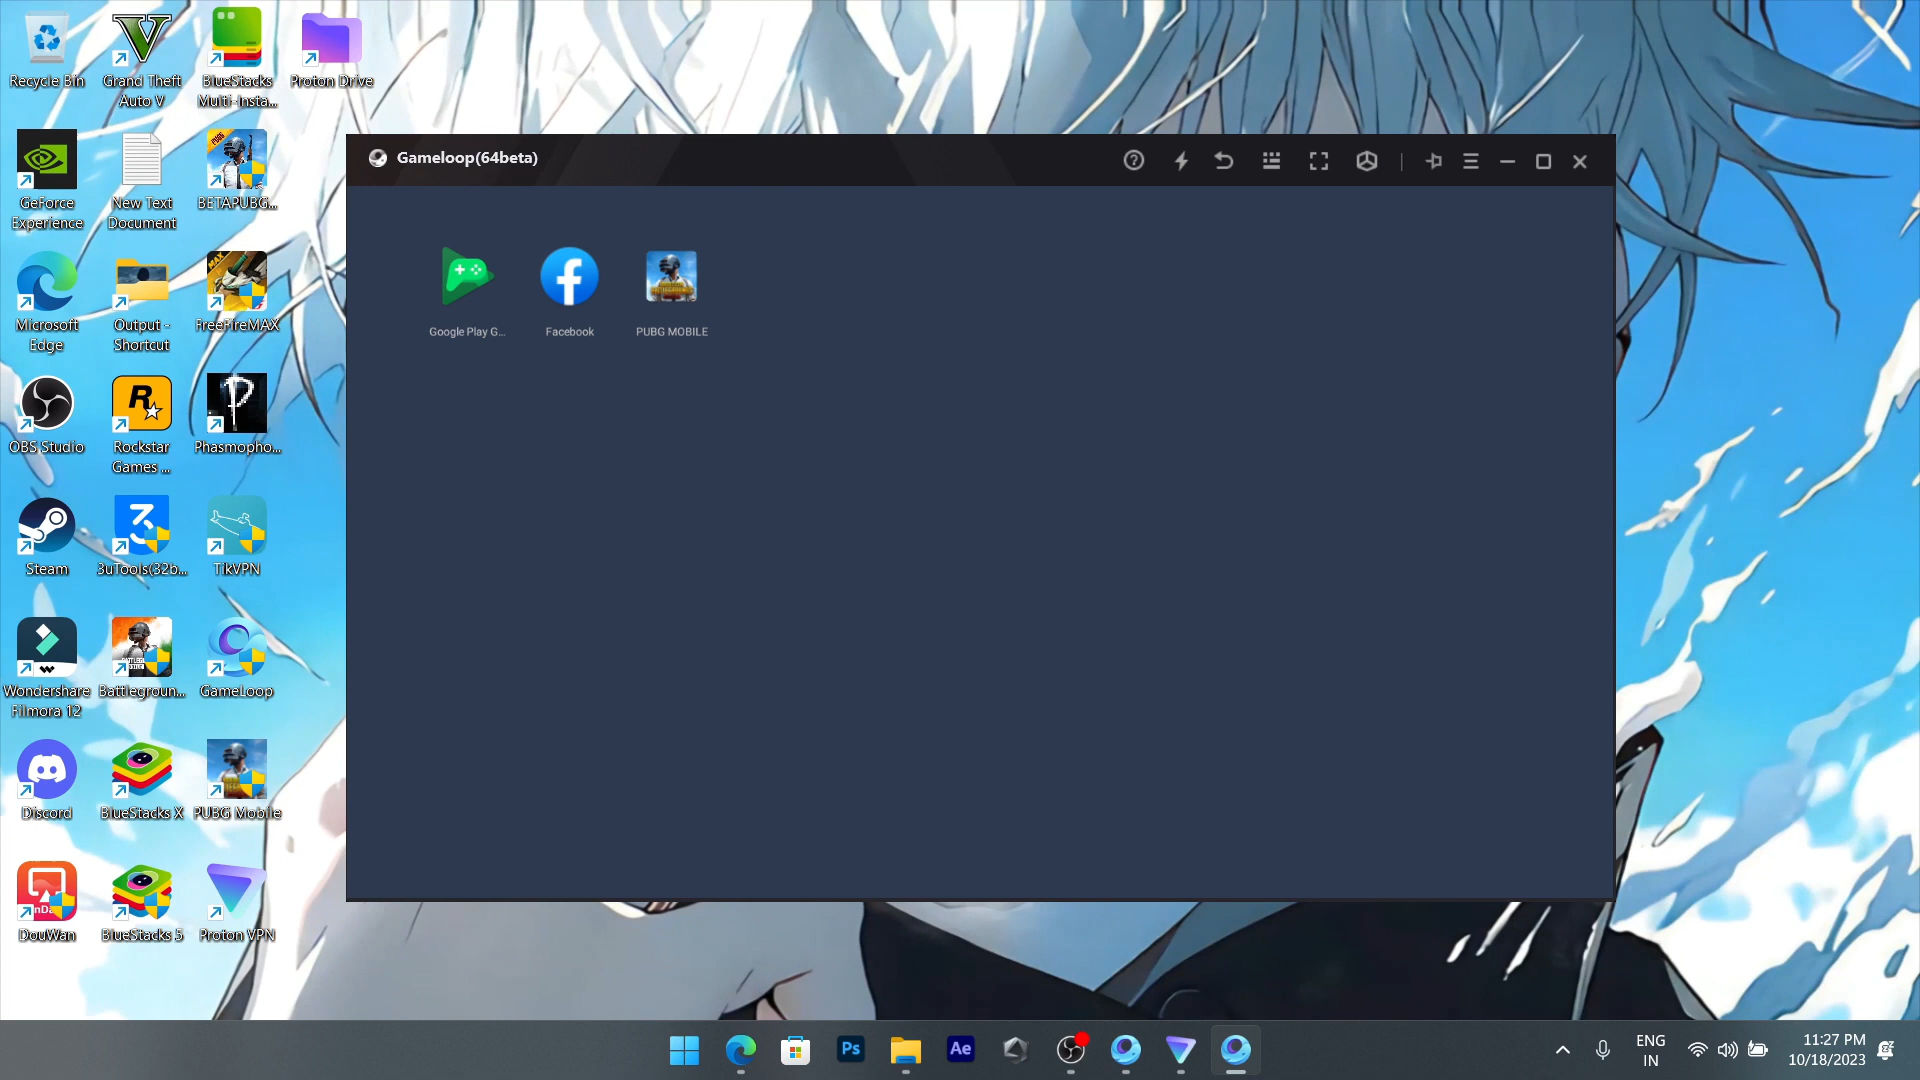 Recycle Bin
Grand Theft
Auto V
BlueStacks
Multi-Insta...
Proton Drive
GeForce
Experience
New Text
Document
BETAPUBG...
Microsoft
Edge
Output -
Shortcut
FreeFireMAX
OBS Studio
Rockstar
Games ...
Phasmopho...
Steam
3uTools(32b...
TikVPN
Wondershare
Filmora 12
Battlegroun...
GameLoop
Discord
BlueStacks X
PUBG Mobile
DouWan
BlueStacks 5
Proton VPN
Gameloop(64beta)
Google Play G...
Facebook
PUBG MOBILE
Ps
Ae
ENG
IN
11:27 PM
10/18/2023